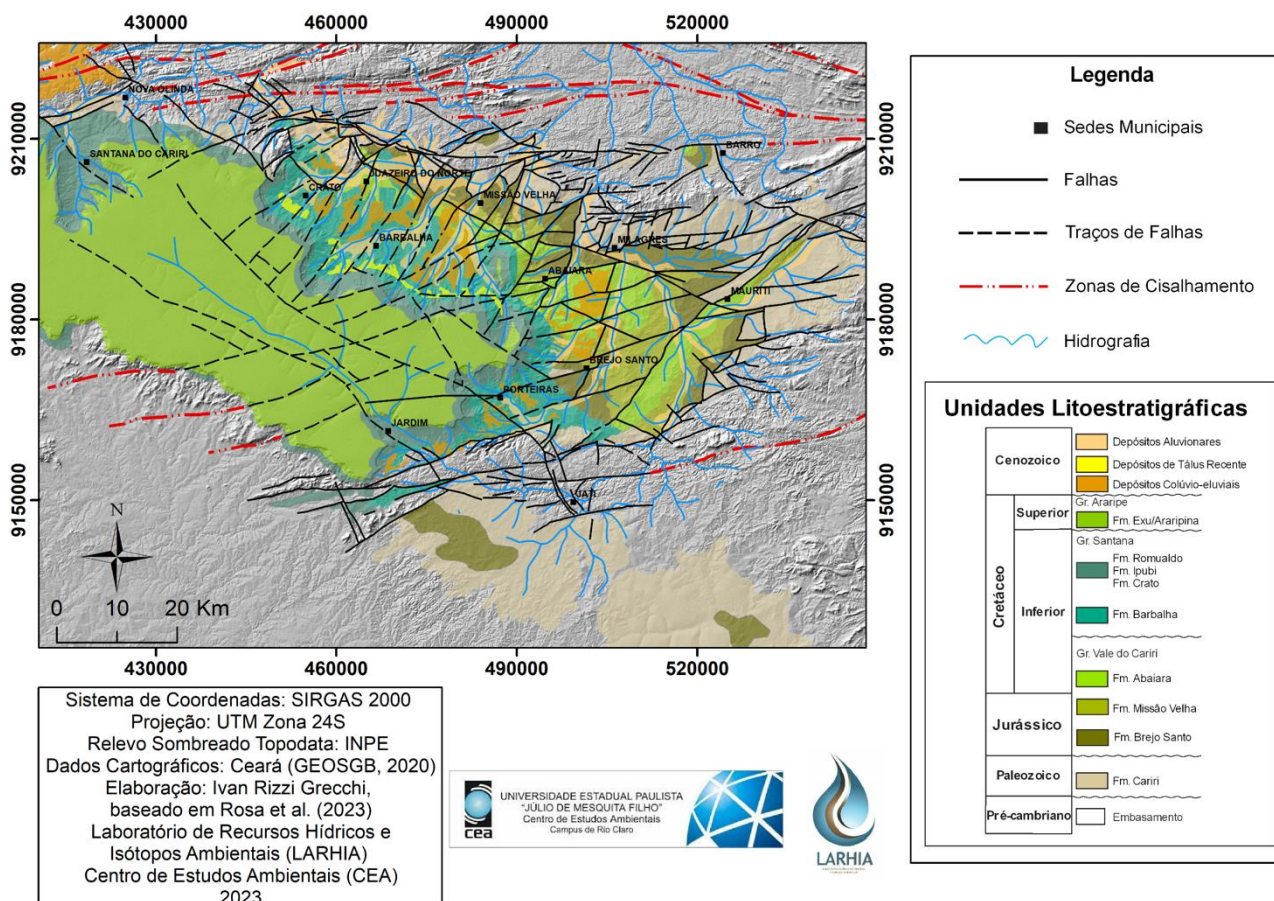 430000
460000
490000
520000
9210000
9180000
9150000
9210000
9180000
9150000
430000
460000
490000
520000
NOVA OLINDA
SANTANA DO CARIRI
CRATO
JUAZEIRO DO NORTE
MISSÃO VELHA
BARRO
BARBALHA
MILAGRES
ABAIARA
MAURITI
BREJO SANTO
PORTEIRAS
JARDIM
JATI
N
0 10 20 Km
Legenda
Sedes Municipais
Falhas
Traços de Falhas
Zonas de Cisalhamento
Hidrografia
Unidades Litoestratigráficas
Cenozoico
Depósitos Aluvionares
Depósitos de Tálus Recente
Depósitos Colúvio-eluviais
Cretáceo
Superior
Gr. Araripe
Fm. Exu/Araripina
Inferior
Gr. Santana
Fm. Romualdo
Fm. Ipubi
Fm. Crato
Fm. Barbalha
Gr. Vale do Cariri
Fm. Abaiara
Jurássico
Fm. Missão Velha
Fm. Brejo Santo
Paleozoico
Fm. Cariri
Pré-cambriano
Embasamento
Sistema de Coordenadas: SIRGAS 2000
Projeção: UTM Zona 24S
Relevo Sombreado Topodata: INPE
Dados Cartográficos: Ceará (GEOSGB, 2020)
Elaboração: Ivan Rizzi Grecchi,
baseado em Rosa et al. (2023)
Laboratório de Recursos Hídricos e
Isótopos Ambientais (LARHIA)
Centro de Estudos Ambientais (CEA)
2023
cea
UNIVERSIDADE ESTADUAL PAULISTA
"JÚLIO DE MESQUITA FILHO"
Centro de Estudos Ambientais
Campus de Rio Claro
LARHIA